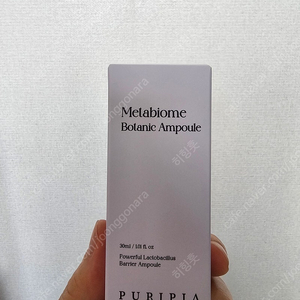 Metabiome
Botanic Ampoule
30ml / 1.01 fl. oz
Powerful Lactobacillus
Barrier Ampoule
PURIPIA